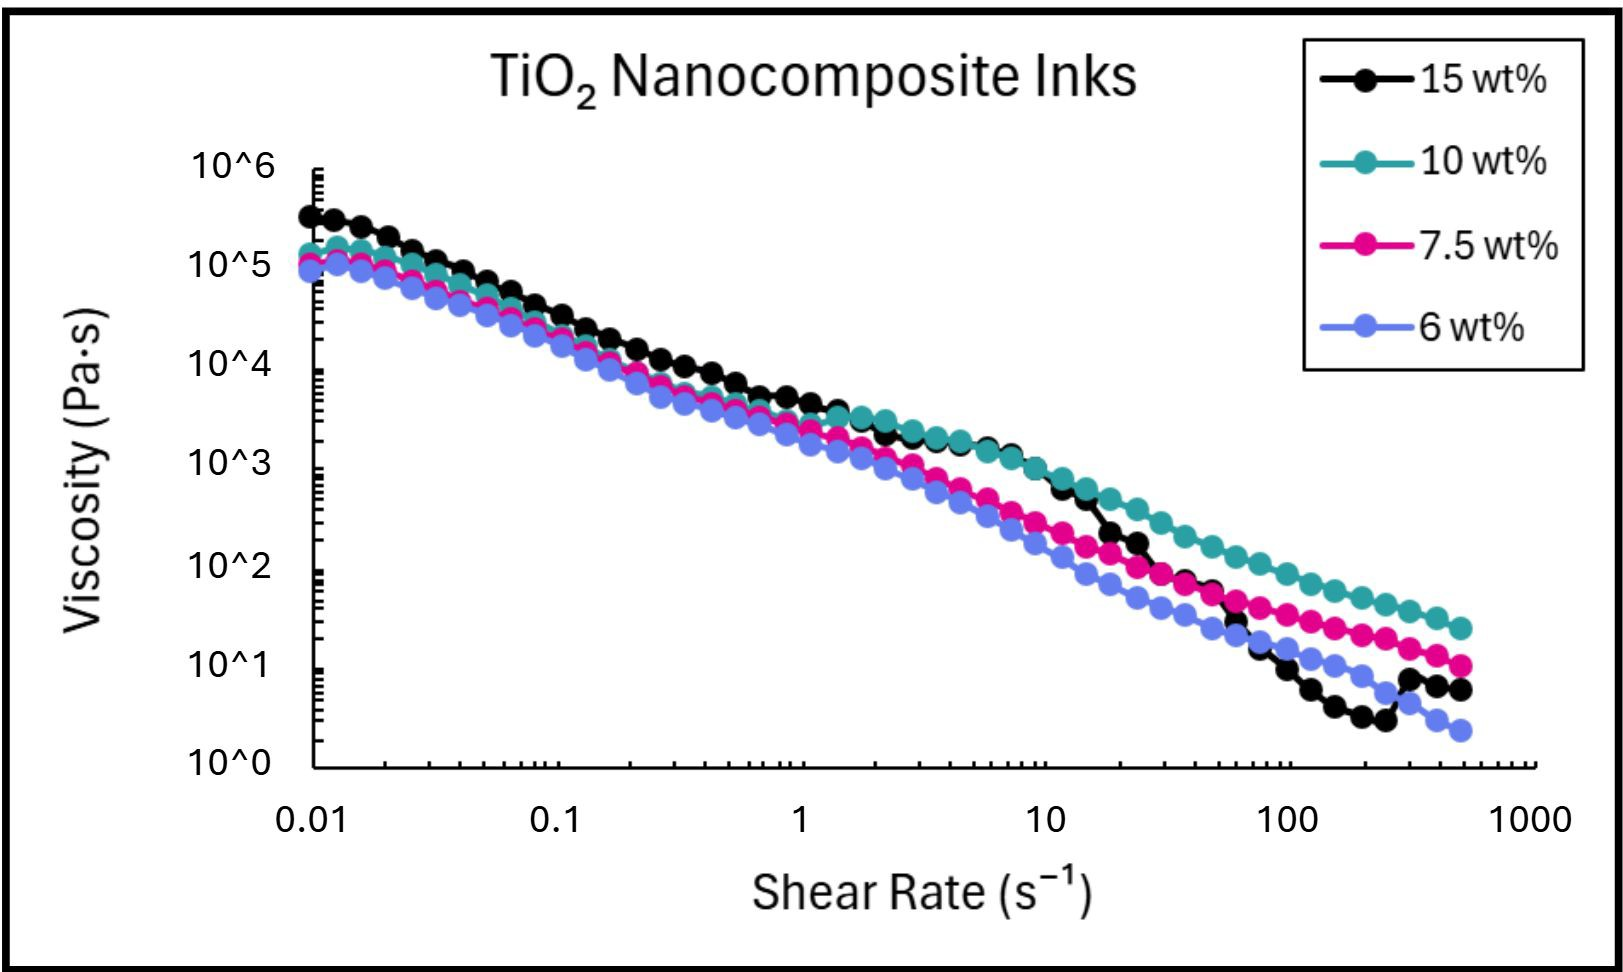 TiO₂ Nanocomposite Inks
15 wt%
10 wt%
7.5 wt%
6 wt%
10^6
10^5
10^4
10^3
10^2
10^1
10^0
Viscosity (Pa·s)
0.01 0.1 1 10 100 1000
Shear Rate (s⁻¹)